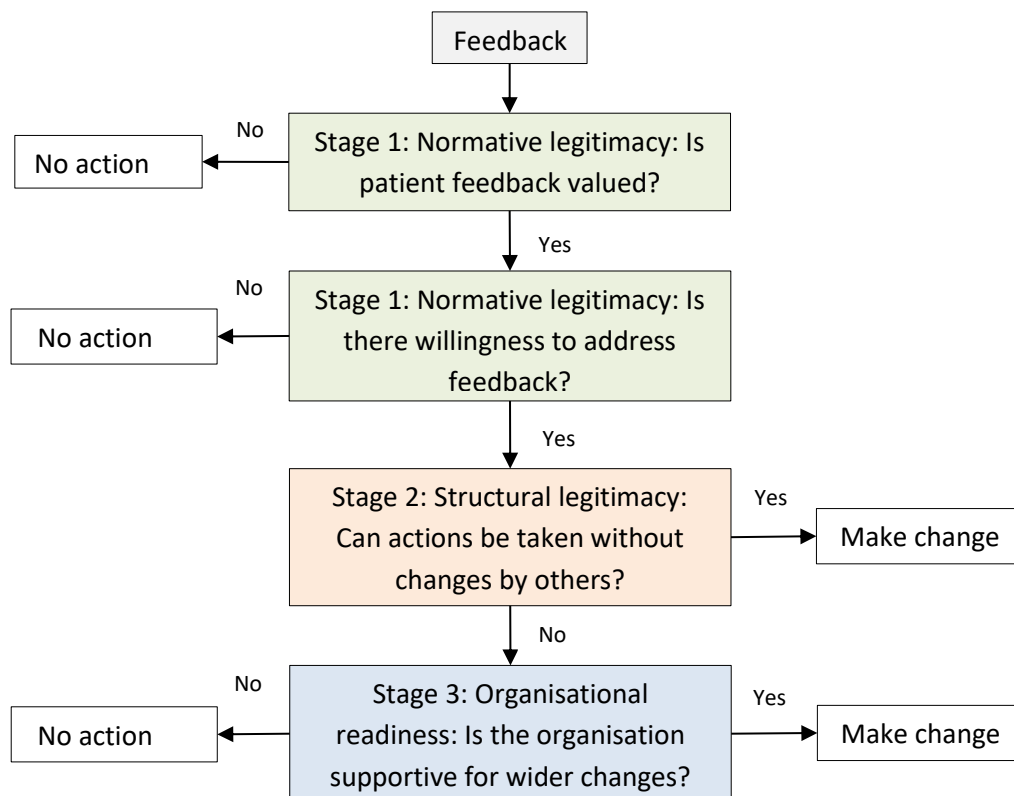 Feedback
No
Stage 1: Normative legitimacy: Is
patient feedback valued?
No action
Yes
No
Stage 1: Normative legitimacy: Is
there willingness to address
feedback?
No action
Yes
Stage 2: Structural legitimacy:
Can actions be taken without
changes by others?
Yes
Make change
No
No
Stage 3: Organisational
readiness: Is the organisation
supportive for wider changes?
Yes
No action
Make change